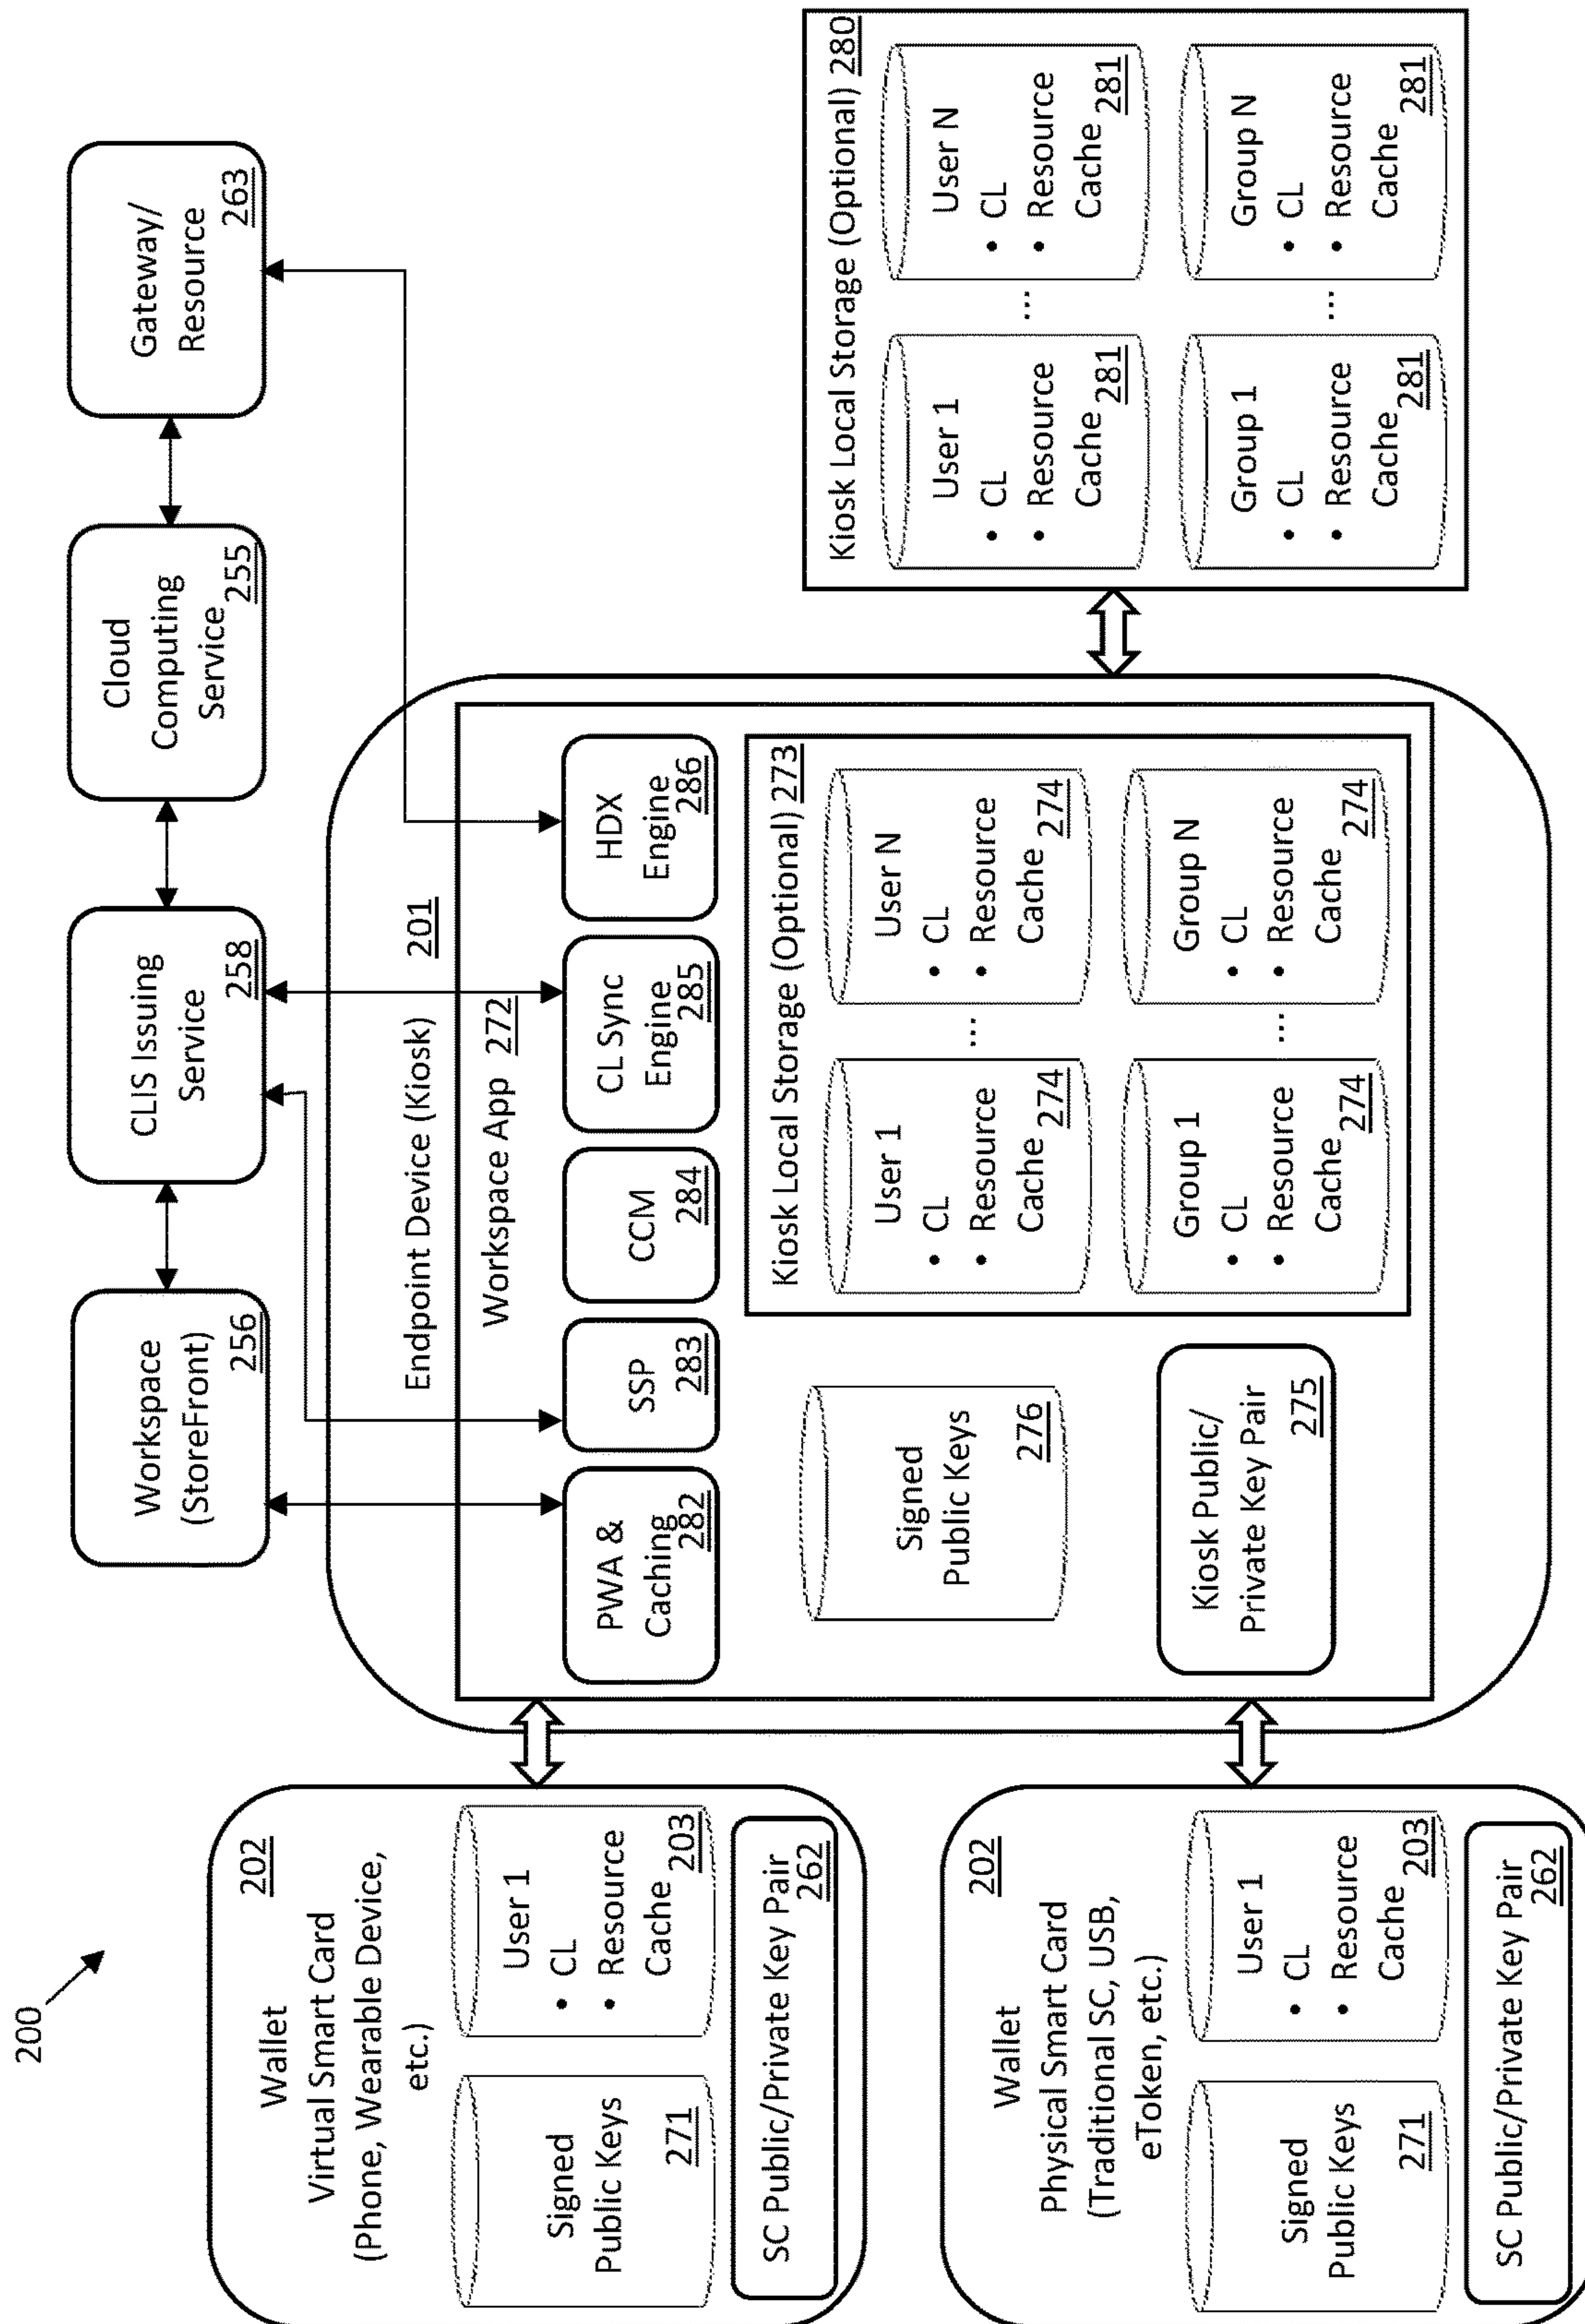 200
Workspace
(StoreFront)
256
CLIS Issuing
Service
258
Cloud
Computing
Service
255
Gateway/
Resource
263
Wallet
202
Virtual Smart Card
(Phone, Wearable Device,
etc.)
Signed
Public Keys
271
User 1
• CL
• Resource
Cache
203
SC Public/Private Key Pair
262
Wallet
202
Physical Smart Card
(Traditional SC, USB,
eToken, etc.)
Signed
Public Keys
271
User 1
• CL
• Resource
Cache
203
SC Public/Private Key Pair
262
Endpoint Device (Kiosk) 201
Workspace App 272
PWA &
Caching
282
SSP
283
CCM
284
CL Sync
Engine
285
HDX
Engine
286
Signed
Public Keys
276
Kiosk Public/
Private Key Pair
275
Kiosk Local Storage (Optional) 273
User 1
• CL
• Resource
Cache
274
...
User N
• CL
• Resource
Cache
274
Group 1
• CL
• Resource
Cache
274
...
Group N
• CL
• Resource
Cache
274
Kiosk Local Storage (Optional) 280
User 1
• CL
• Resource
Cache
281
...
User N
• CL
• Resource
Cache
281
Group 1
• CL
• Resource
Cache
281
...
Group N
• CL
• Resource
Cache
281